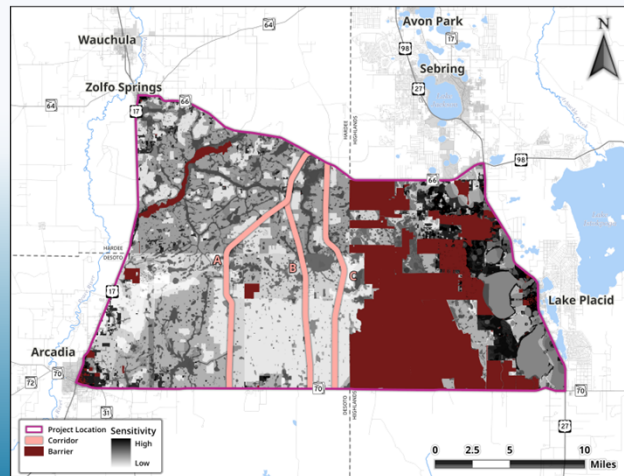 Avon Park
Wauchula
64
17
98
N
Sebring
Zolfo Springs
27
64
66
17
HARDEE
HIGHLANDS
98
66
HARDEE
DESOTO
A
B
C
17
Lake Placid
Arcadia
70
72
70
70
31
DESOTO
HIGHLANDS
27
Project Location
Corridor
Barrier
Sensitivity
High
Low
0 2.5 5 10
Miles